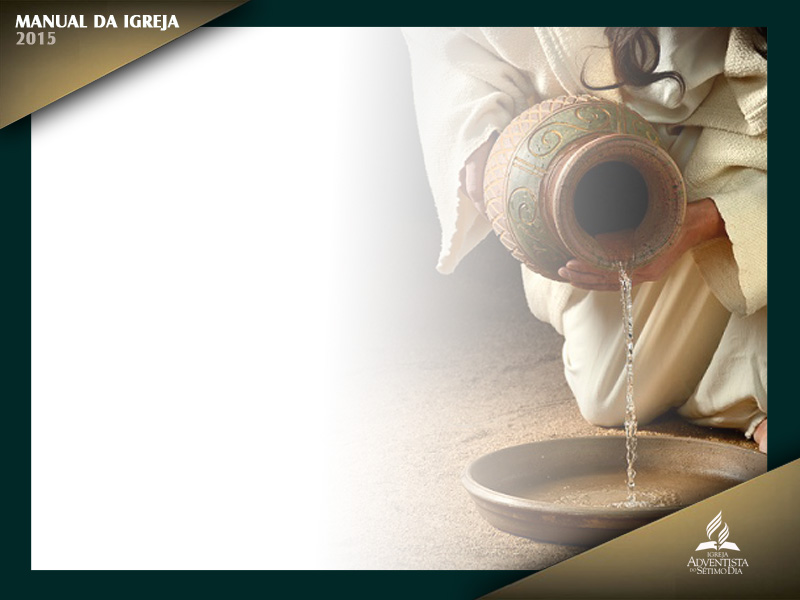 MANUAL DA IGREJA
2015
IGREJA
ADVENTISTA
DO SÉTIMO DIA